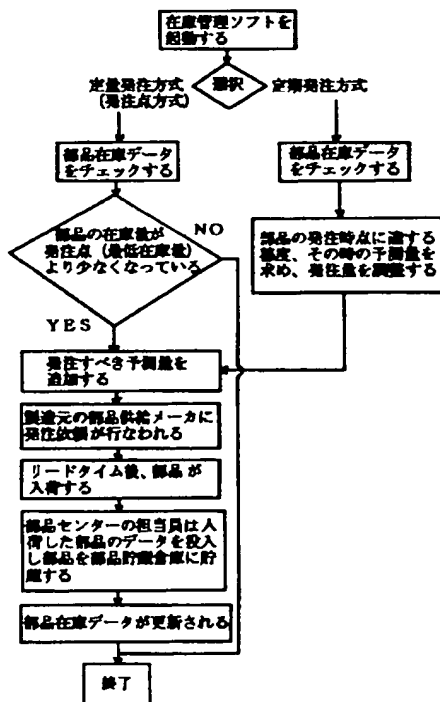 在庫管理ソフトを
起動する
選択
定量発注方式
(発注点方式)
定期発注方式
部品在庫データ
をチェックする
部品在庫データ
をチェックする
部品の在庫量が
発注点(最低在庫量)
より少なくなっている
NO
YES
部品の発注時点に達する
都度、その時の予測量を
求め、発注量を調整する
発注すべき予測量を
追加する
製造元の部品供給メーカに
発注依頼が行なわれる
リードタイム後、部品が
入荷する
部品センターの担当員は入
荷した部品のデータを投入
し部品を部品貯蔵倉庫に貯
蔵する
部品在庫データが更新される
終了